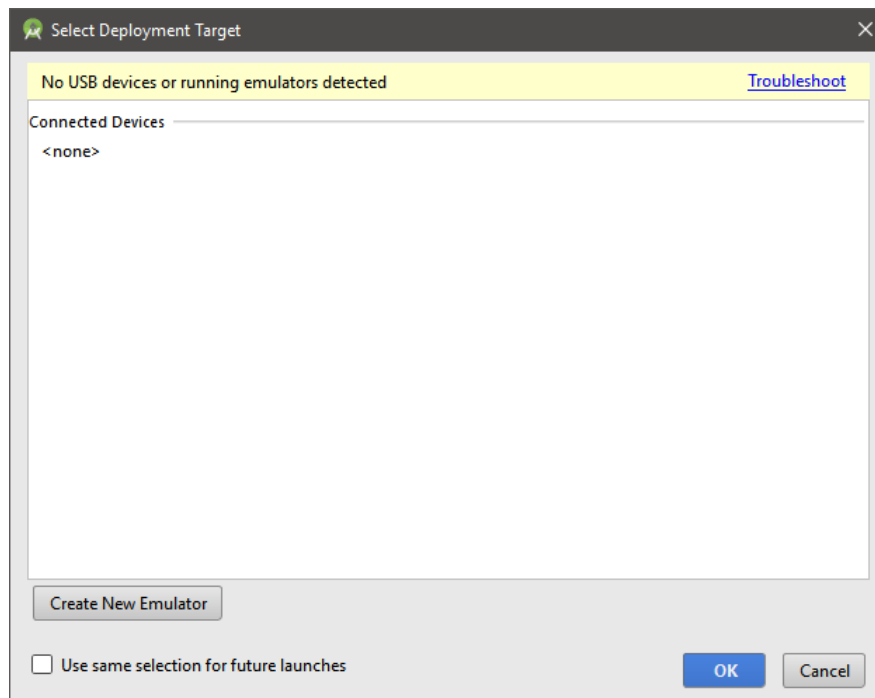 Select Deployment Target
No USB devices or running emulators detected Troubleshoot
Connected Devices
<none>
Create New Emulator
Use same selection for future launches
OK Cancel